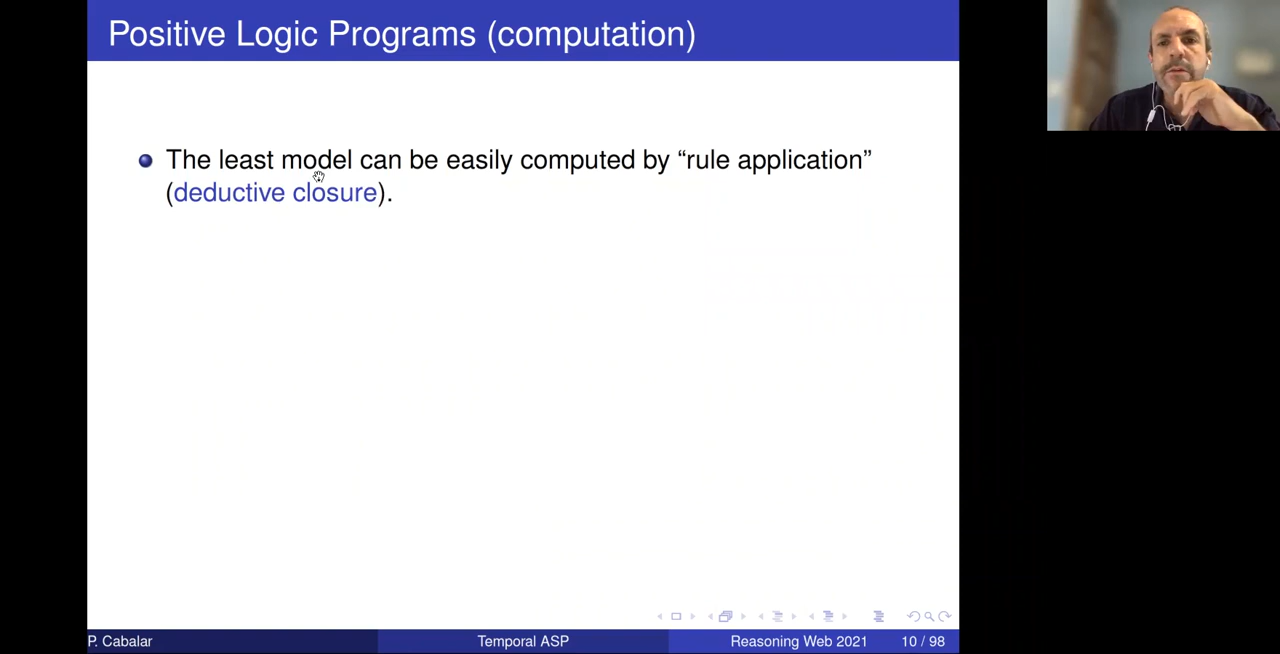 Positive Logic Programs (computation)
The least model can be easily computed by “rule application”
(deductive closure).
P. Cabalar
Temporal ASP
Reasoning Web 2021
10 / 98